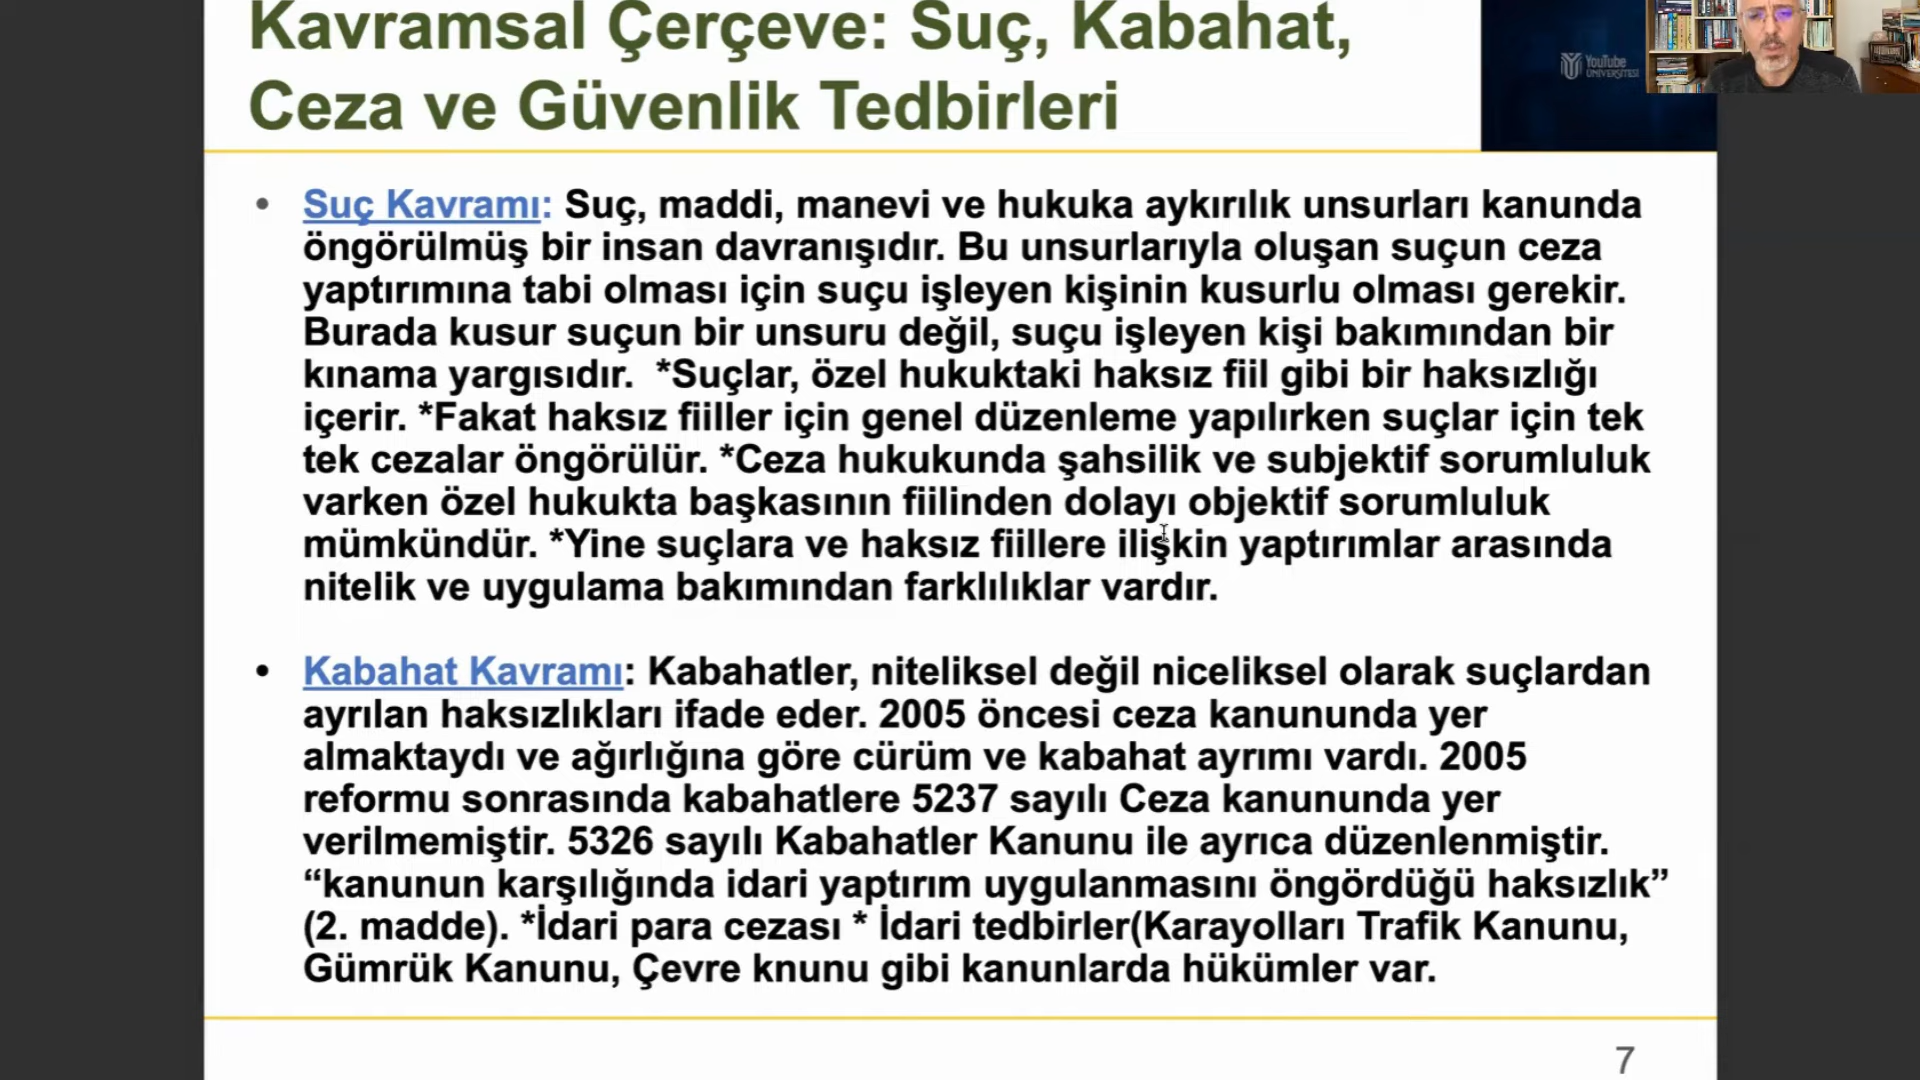 Kavramsal Çerçeve: Suç, Kabahat,
Ceza ve Güvenlik Tedbirleri
YouTube
ÜNİVERSİTESİ
• Suç Kavramı: Suç, maddi, manevi ve hukuka aykırılık unsurları kanunda
öngörülmüş bir insan davranışıdır. Bu unsurlarıyla oluşan suçun ceza
yaptırımına tabi olması için suçu işleyen kişinin kusurlu olması gerekir.
Burada kusur suçun bir unsuru değil, suçu işleyen kişi bakımından bir
kınama yargısıdır. *Suçlar, özel hukuktaki haksız fiil gibi bir haksızlığı
içerir. *Fakat haksız fiiller için genel düzenleme yapılırken suçlar için tek
tek cezalar öngörülür. *Ceza hukukunda şahsilik ve subjektif sorumluluk
varken özel hukukta başkasının fiilinden dolayı objektif sorumluluk
mümkündür. *Yine suçlara ve haksız fiillere ilişkin yaptırımlar arasında
nitelik ve uygulama bakımından farklılıklar vardır.
• Kabahat Kavramı: Kabahatler, niteliksel değil niceliksel olarak suçlardan
ayrılan haksızlıkları ifade eder. 2005 öncesi ceza kanununda yer
almaktaydı ve ağırlığına göre cürüm ve kabahat ayrımı vardı. 2005
reformu sonrasında kabahatlere 5237 sayılı Ceza kanununda yer
verilmemiştir. 5326 sayılı Kabahatler Kanunu ile ayrıca düzenlenmiştir.
“kanunun karşılığında idari yaptırım uygulanmasını öngördüğü haksızlık”
(2. madde). *İdari para cezası * İdari tedbirler(Karayolları Trafik Kanunu,
Gümrük Kanunu, Çevre knunu gibi kanunlarda hükümler var.
7